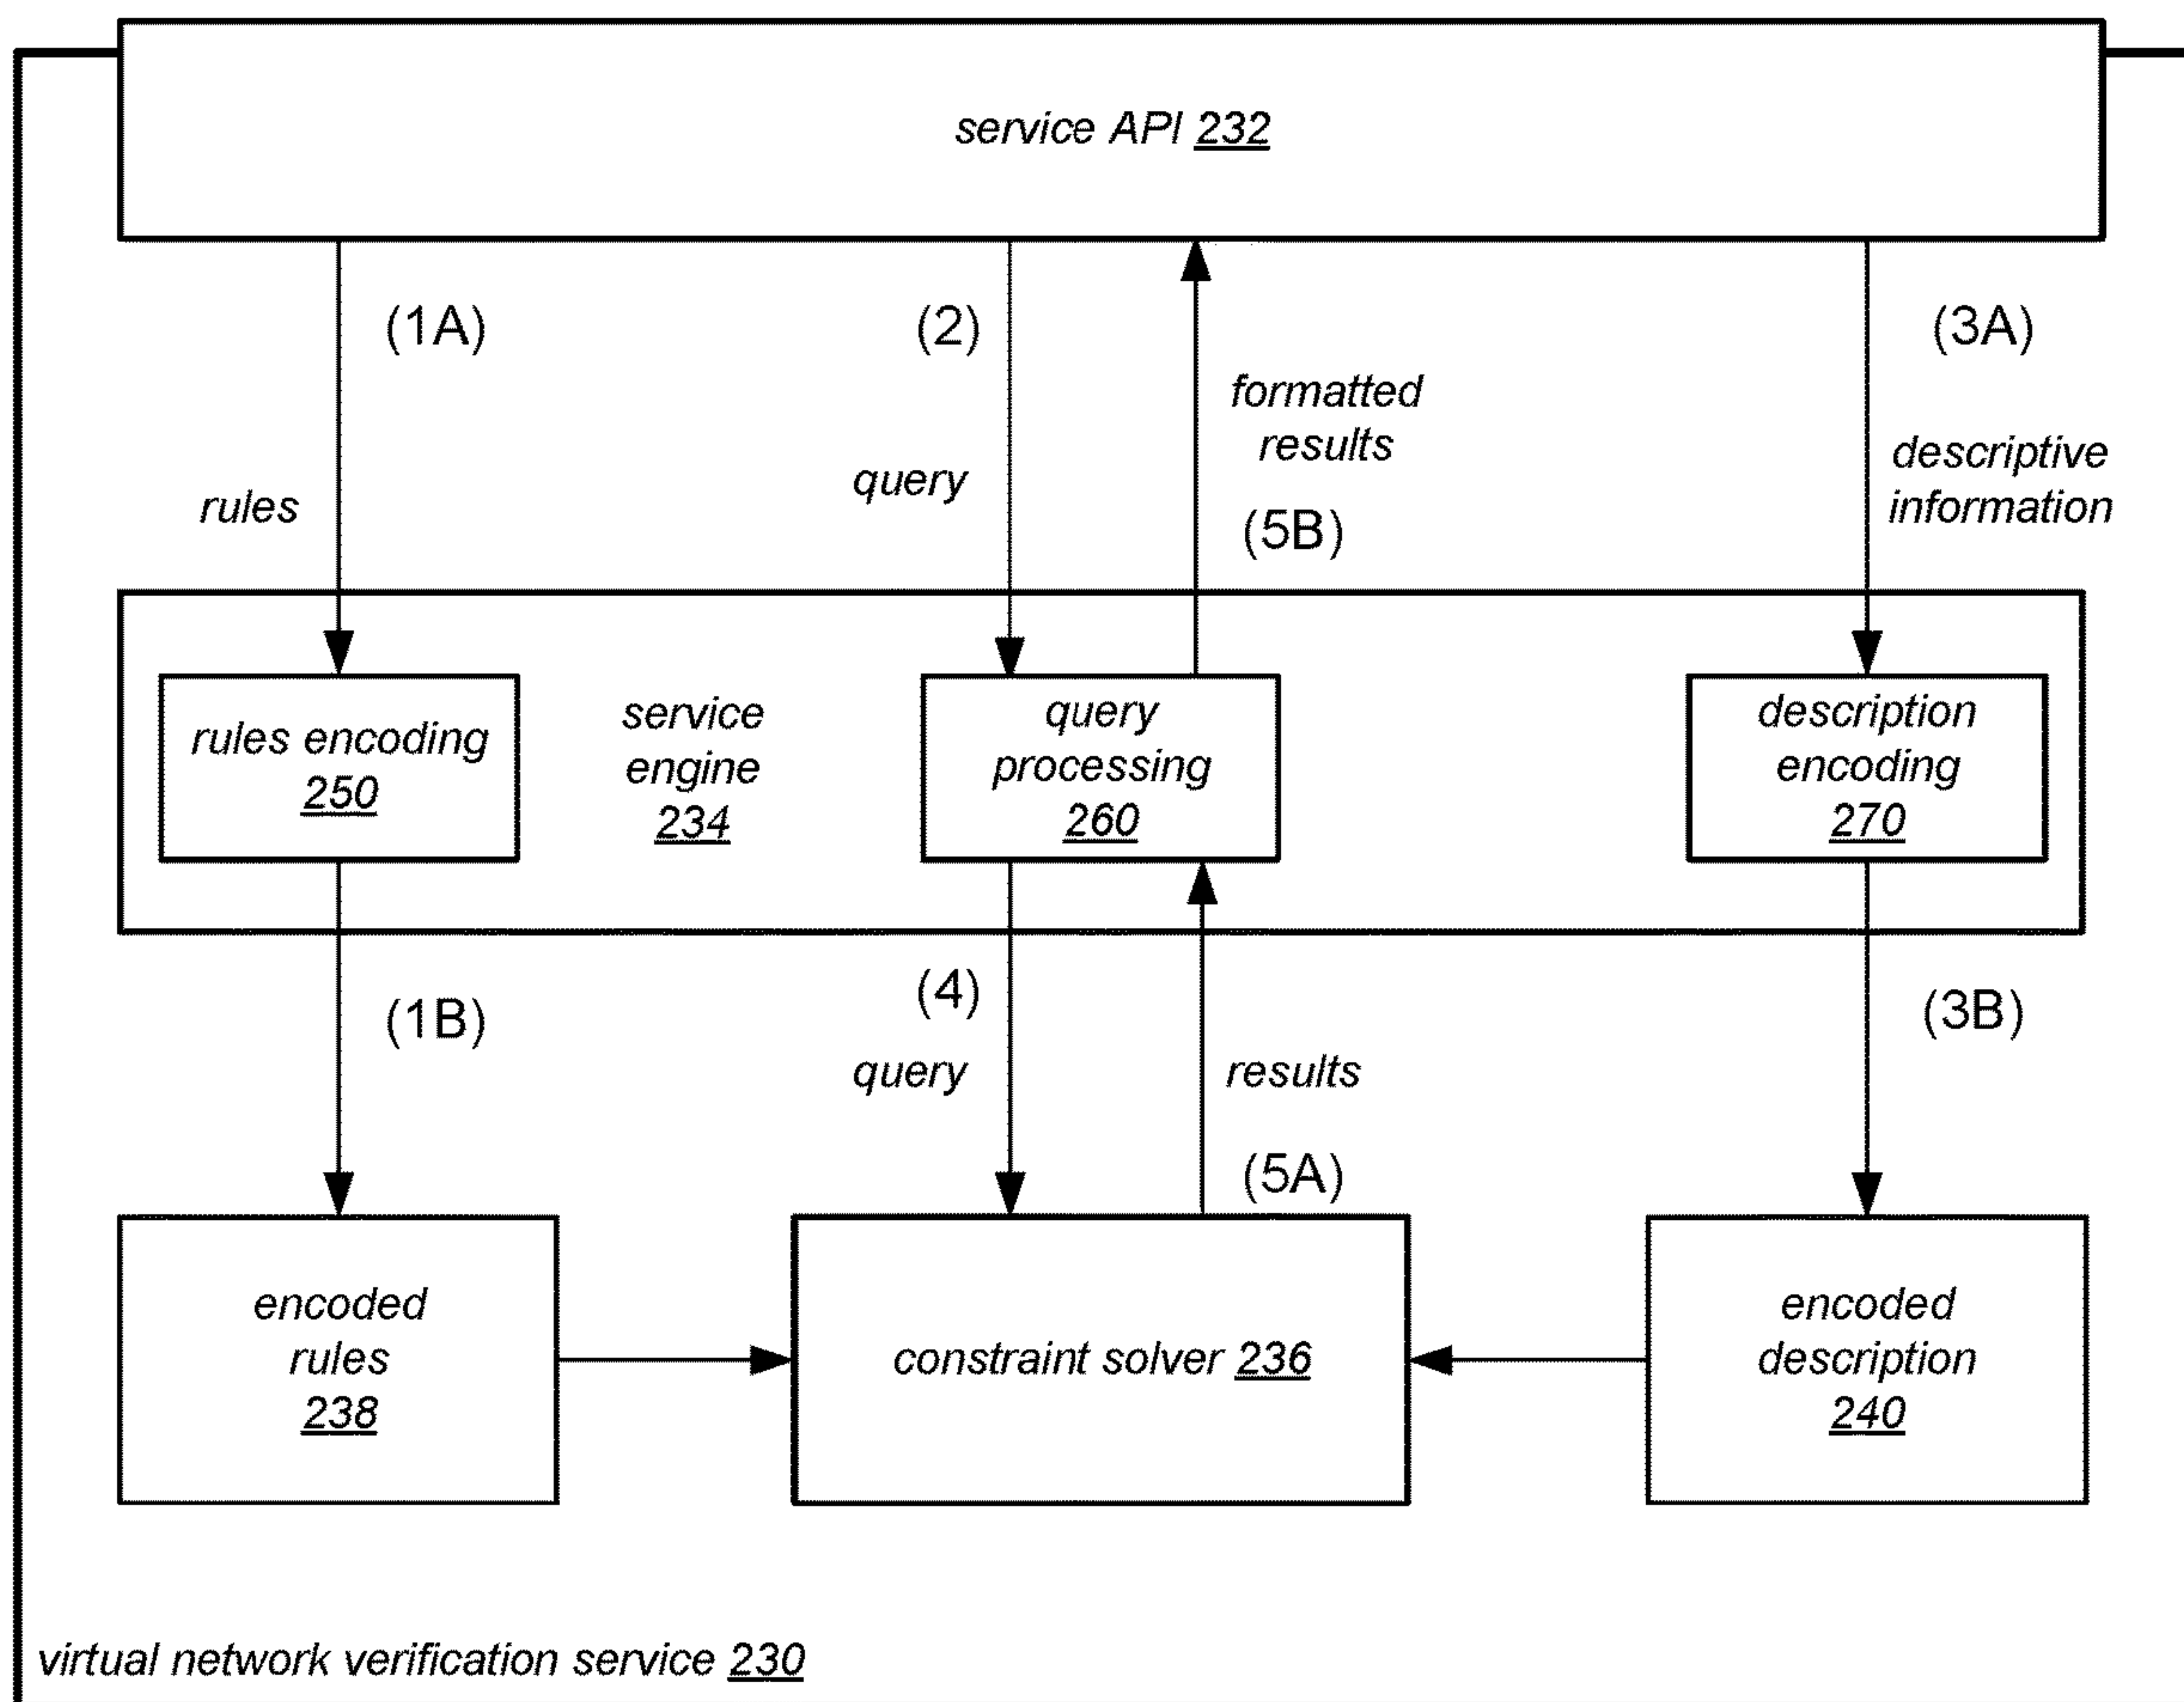 service API 232
(1A)
(2)
(3A)
formatted
results
descriptive
information
query
rules
(5B)
rules encoding
250
service
engine
234
query
processing
260
description
encoding
270
(1B)
(4)
(3B)
query
results
(5A)
encoded
rules
238
constraint solver 236
encoded
description
240
virtual network verification service 230